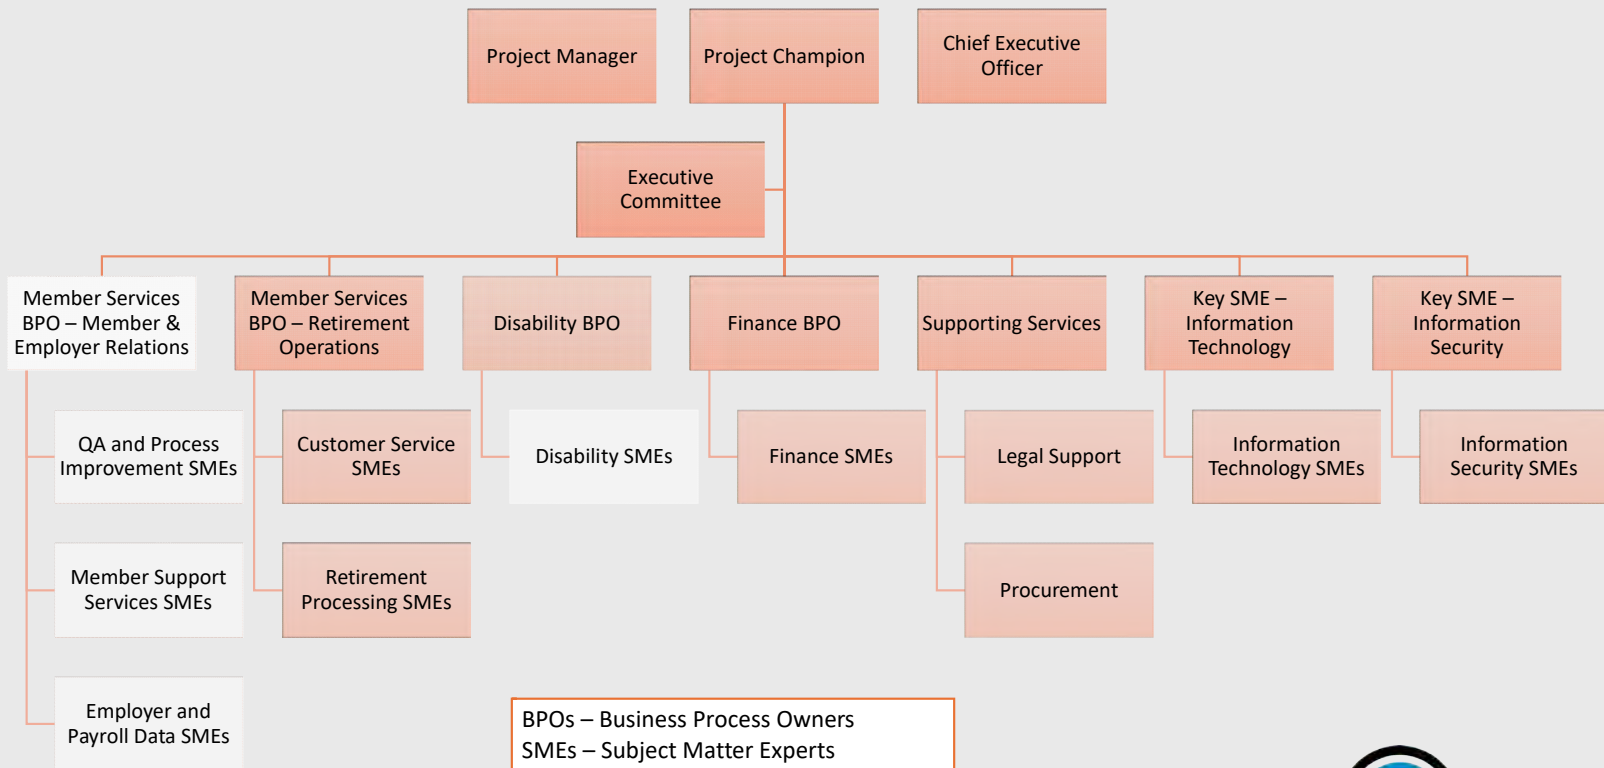 Project Manager
Project Champion
Chief Executive
Officer
Executive
Committee
Member Services
BPO – Member &
Employer Relations
Member Services
BPO – Retirement
Operations
Disability BPO
Finance BPO
Supporting Services
Key SME –
Information
Technology
Key SME –
Information
Security
QA and Process
Improvement SMEs
Customer Service
SMEs
Disability SMEs
Finance SMEs
Legal Support
Information
Technology SMEs
Information
Security SMEs
Member Support
Services SMEs
Retirement
Processing SMEs
Procurement
Employer and
Payroll Data SMEs
BPOs – Business Process Owners
SMEs – Subject Matter Experts